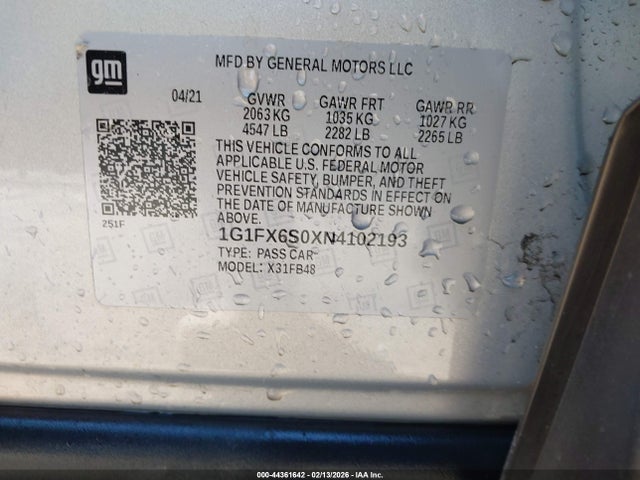 gm
MFD BY GENERAL MOTORS LLC
04/21 GVWR GAWR FRT GAWR RR
2063 KG 1035 KG 1027 KG
4547 LB 2282 LB 2265 LB
THIS VEHICLE CONFORMS TO ALL
APPLICABLE U.S. FEDERAL MOTOR
VEHICLE SAFETY, BUMPER, AND THEFT
PREVENTION STANDARDS IN EFFECT ON
THE DATE OF MANUFACTURE SHOWN
ABOVE.
251F
1G1FX6S0XN4102193
TYPE: PASS CAR
MODEL: X31FB48
000-44361642 - 02/13/2026 - IAA Inc.